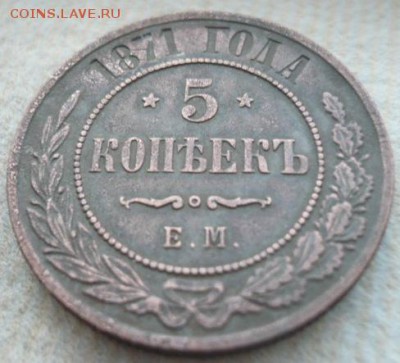 COINS.LAVE.RU
1871 ГОДА
5
КОПѢЕКЪ
Е.М.